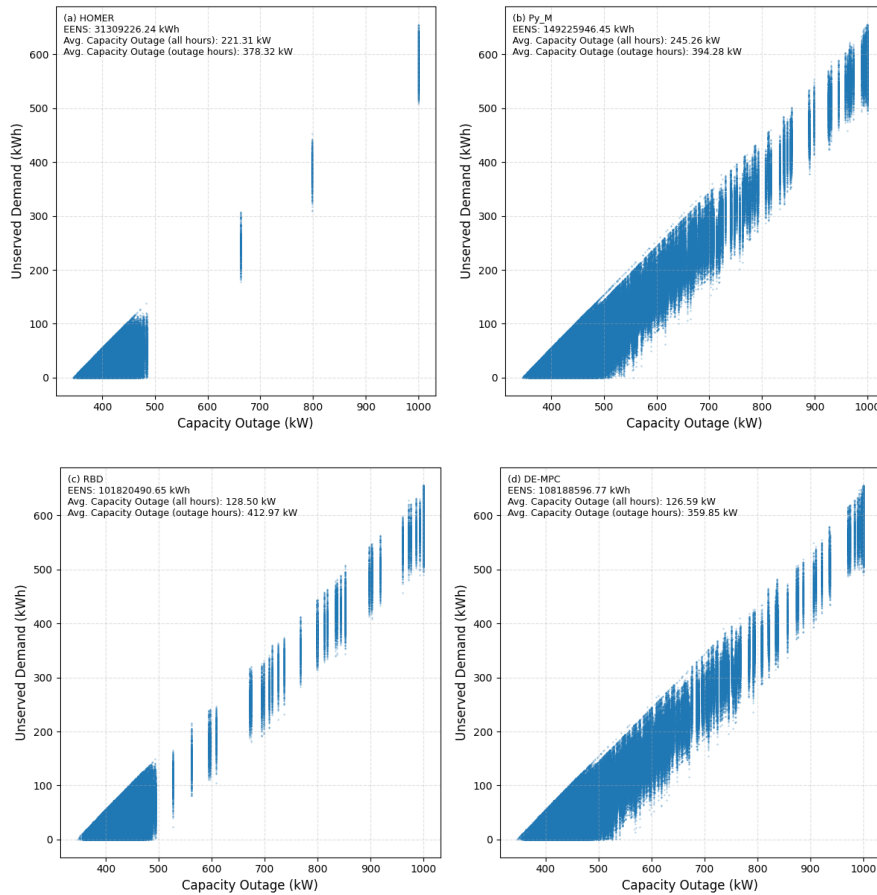 (a) HOMER
EENS: 31309226.24 kWh
Avg. Capacity Outage (all hours): 221.31 kW
Avg. Capacity Outage (outage hours): 378.32 kW
Unserved Demand (kWh)
600
500
400
300
200
100
0
400 500 600 700 800 900 1000
Capacity Outage (kW)
(b) Py_M
EENS: 149225946.45 kWh
Avg. Capacity Outage (all hours): 245.26 kW
Avg. Capacity Outage (outage hours): 394.28 kW
Unserved Demand (kWh)
600
500
400
300
200
100
0
400 500 600 700 800 900 1000
Capacity Outage (kW)
(c) RBD
EENS: 101820490.65 kWh
Avg. Capacity Outage (all hours): 128.50 kW
Avg. Capacity Outage (outage hours): 412.97 kW
Unserved Demand (kWh)
600
500
400
300
200
100
0
400 500 600 700 800 900 1000
Capacity Outage (kW)
(d) DE-MPC
EENS: 108188596.77 kWh
Avg. Capacity Outage (all hours): 126.59 kW
Avg. Capacity Outage (outage hours): 359.85 kW
Unserved Demand (kWh)
600
500
400
300
200
100
0
400 500 600 700 800 900 1000
Capacity Outage (kW)